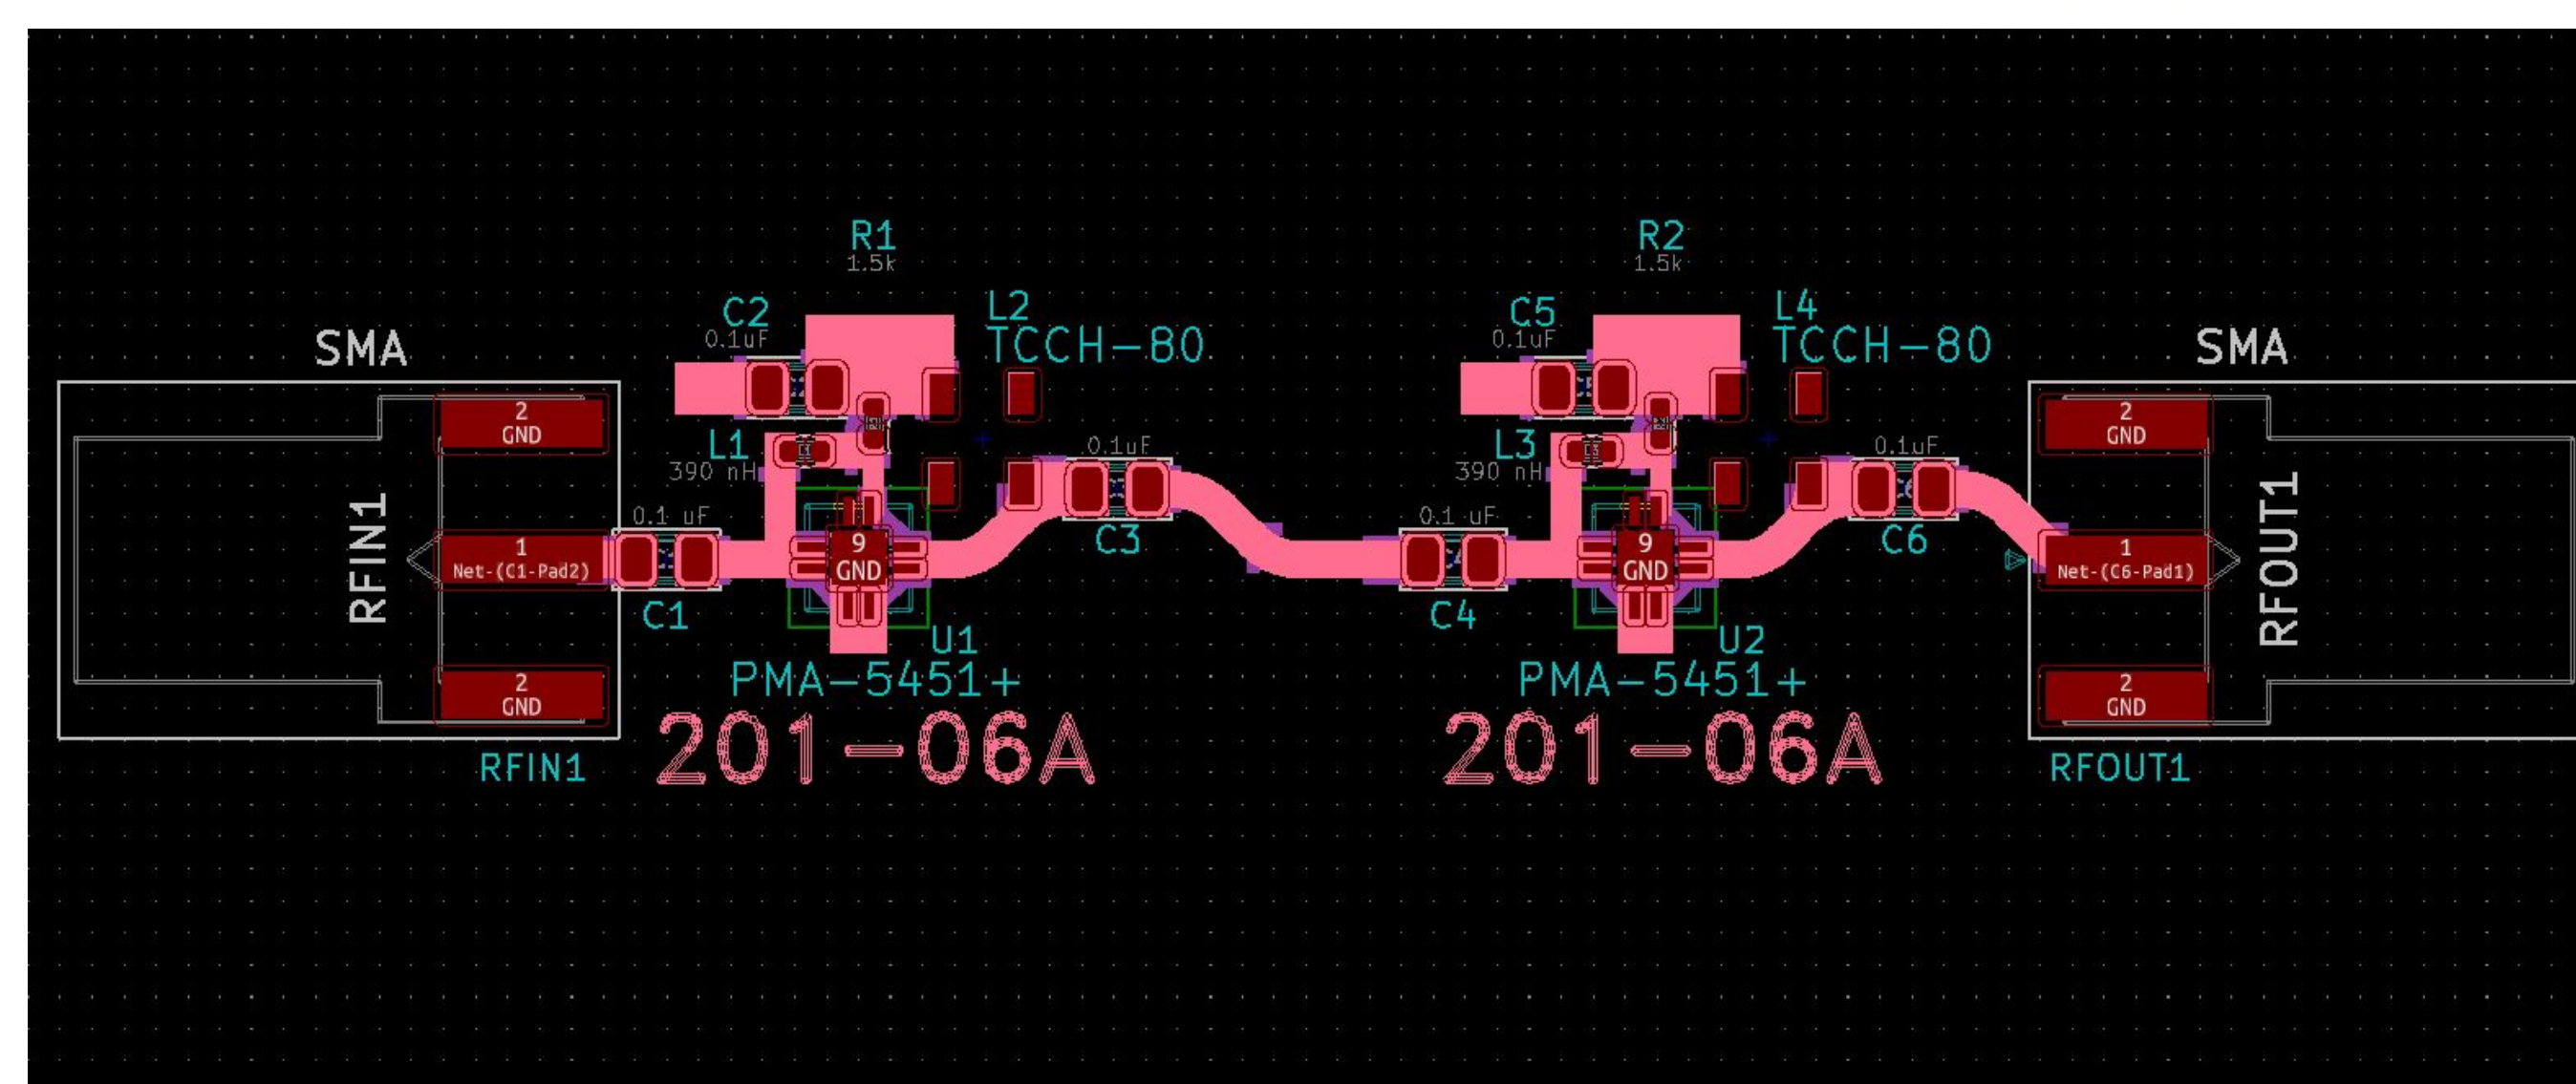 R1
1.5k
C2
0.1uF
L2
TCCH-80
SMA
2
GND
L1
390 nH
0.1uF
0.1 uF
RFIN1
1
Net-(C1-Pad2)
9
GND
C3
C1
2
GND
U1
PMA-5451+
201-06A
RFIN1
R2
1.5k
C5
0.1uF
L4
TCCH-80
SMA
L3
390 nH
0.1uF
0.1 uF
2
GND
9
GND
C6
1
Net-(C6-Pad1)
RFOUT1
C4
U2
2
GND
PMA-5451+
201-06A
RFOUT1